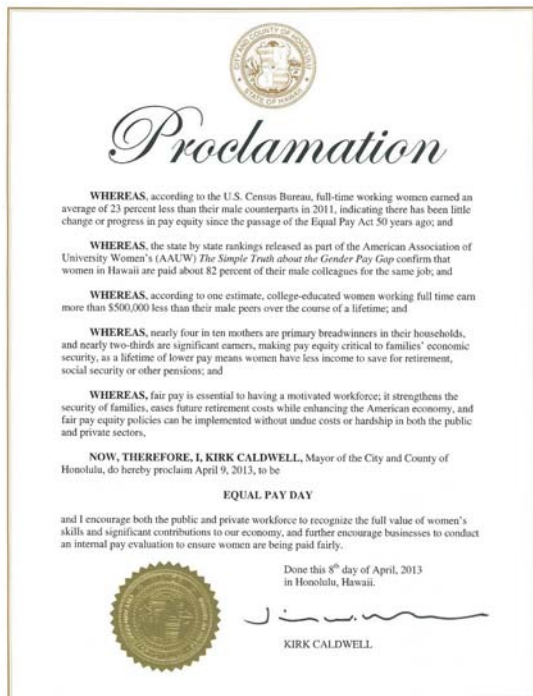 CITY AND COUNTY OF HONOLULU
STATE OF HAWAII
Proclamation
WHEREAS, according to the U.S. Census Bureau, full-time working women earned an
average of 23 percent less than their male counterparts in 2011, indicating there has been little
change or progress in pay equity since the passage of the Equal Pay Act 50 years ago; and
WHEREAS, the state by state rankings released as part of the American Association of
University Women's (AAUW) The Simple Truth about the Gender Pay Gap confirm that
women in Hawaii are paid about 82 percent of their male colleagues for the same job; and
WHEREAS, according to one estimate, college-educated women working full time earn
more than $500,000 less than their male peers over the course of a lifetime; and
WHEREAS, nearly four in ten mothers are primary breadwinners in their households,
and nearly two-thirds are significant earners, making pay equity critical to families' economic
security, as a lifetime of lower pay means women have less income to save for retirement,
social security or other pensions; and
WHEREAS, fair pay is essential to having a motivated workforce; it strengthens the
security of families, eases future retirement costs while enhancing the American economy, and
fair pay equity policies can be implemented without undue costs or hardship in both the public
and private sectors,
NOW, THEREFORE, I, KIRK CALDWELL, Mayor of the City and County of
Honolulu, do hereby proclaim April 9, 2013, to be
EQUAL PAY DAY
and I encourage both the public and private workforce to recognize the full value of women's
skills and significant contributions to our economy, and further encourage businesses to conduct
an internal pay evaluation to ensure women are being paid fairly.
Done this 8th day of April, 2013
in Honolulu, Hawaii.
KIRK CALDWELL